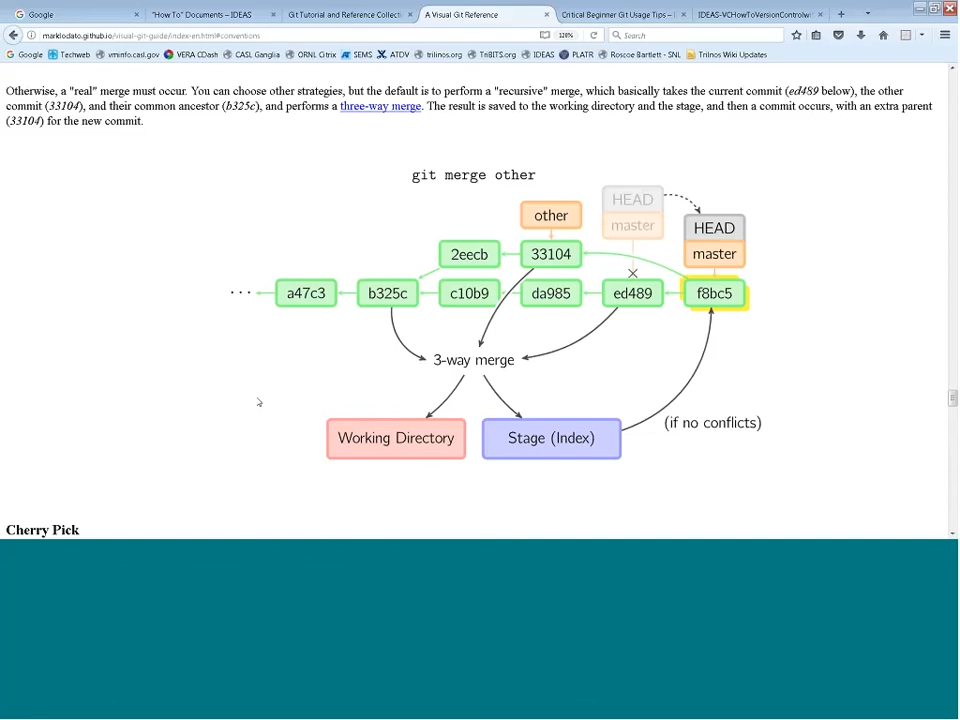 Google
"How To" Documents – IDEAS
Git Tutorial and Reference Collecti
A Visual Git Reference
Critical Beginner Git Usage Tips –
IDEAS-VCHowToVersionControlw
marklodato.github.io/visual-git-guide/index-en.html#conventions
120%
Search
Google
Techweb
vminfo.casl.gov
VERA CDash
CASL Ganglia
ORNL Citrix
SEMS
ATDV
trilinos.org
TriBITS.org
IDEAS
PLATR
Roscoe Bartlett - SNL
Trilnos Wiki Updates
Otherwise, a "real" merge must occur. You can choose other strategies, but the default is to perform a "recursive" merge, which basically takes the current commit (ed489 below), the other
commit (33104), and their common ancestor (b325c), and performs a three-way merge. The result is saved to the working directory and the stage, and then a commit occurs, with an extra parent
(33104) for the new commit.
git merge other
HEAD
master
other
HEAD
master
2eecb
33104
...
a47c3
b325c
c10b9
da985
ed489
f8bc5
3-way merge
(if no conflicts)
Working Directory
Stage (Index)
Cherry Pick